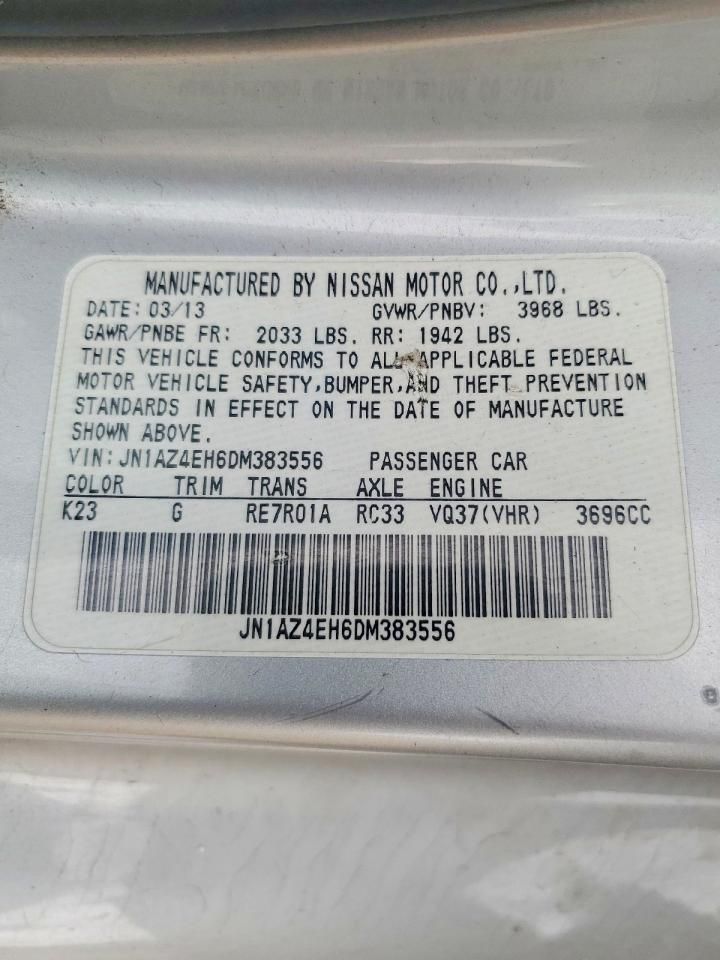 MANUFACTURED BY NISSAN MOTOR CO.,LTD.
DATE: 03/13 GVWR/PNBV: 3968 LBS.
GAWR/PNBE FR: 2033 LBS. RR: 1942 LBS.
THIS VEHICLE CONFORMS TO ALL APPLICABLE FEDERAL
MOTOR VEHICLE SAFETY,BUMPER,AND THEFT PREVENTION
STANDARDS IN EFFECT ON THE DATE OF MANUFACTURE
SHOWN ABOVE.
VIN:JN1AZ4EH6DM383556 PASSENGER CAR
COLOR TRIM TRANS AXLE ENGINE
K23 G RE7R01A RC33 VQ37(VHR) 3696CC
JN1AZ4EH6DM383556